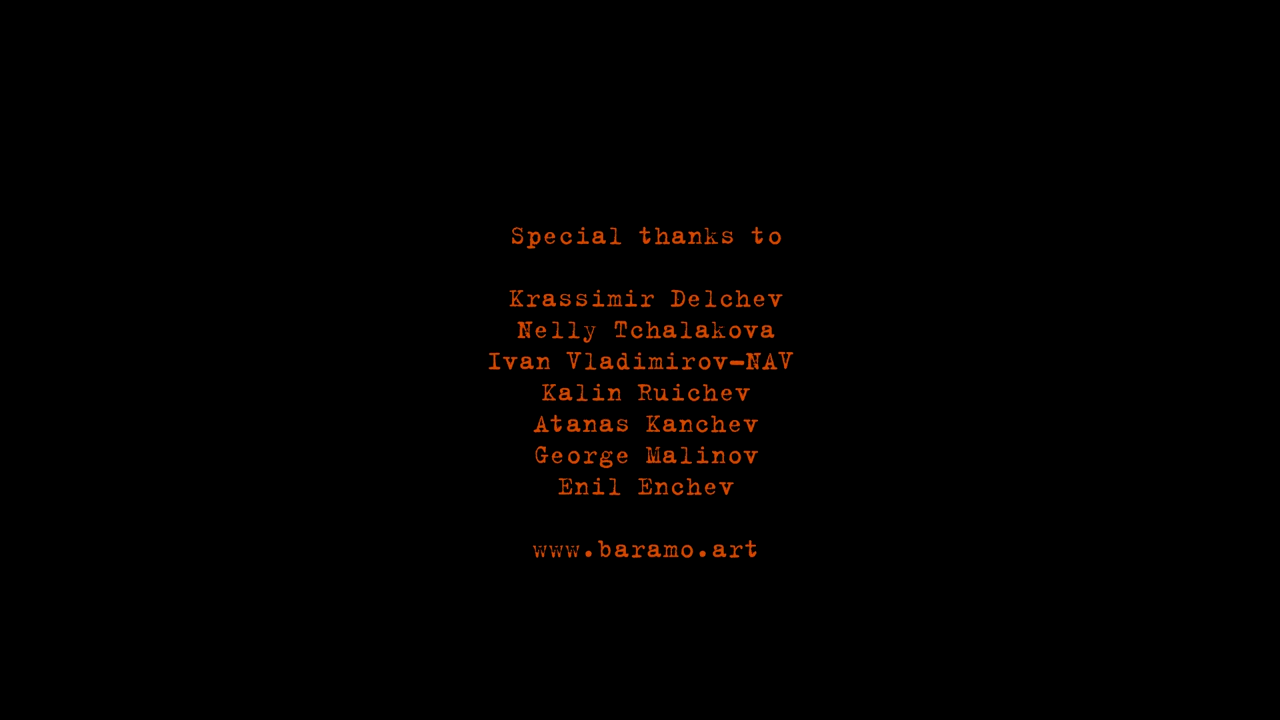 Special thanks to
Krassimir Delchev
Nelly Tchalakova
Ivan Vladimirov-NAV
Kalin Ruichev
Atanas Kanchev
George Malinov
Enil Enchev
www.baramo.art